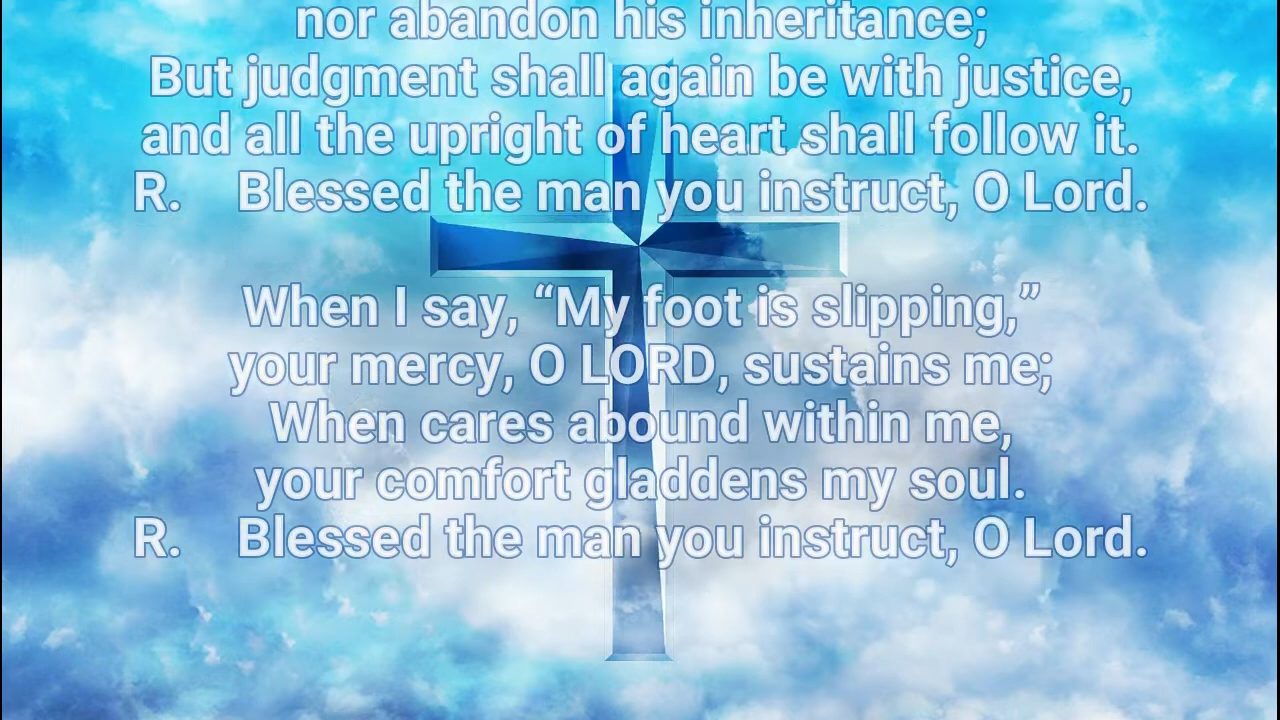 nor abandon his inheritance;
But judgment shall again be with justice,
and all the upright of heart shall follow it.
R. Blessed the man you instruct, O Lord.
When I say, “My foot is slipping,”
your mercy, O LORD, sustains me;
When cares abound within me,
your comfort gladdens my soul.
R. Blessed the man you instruct, O Lord.